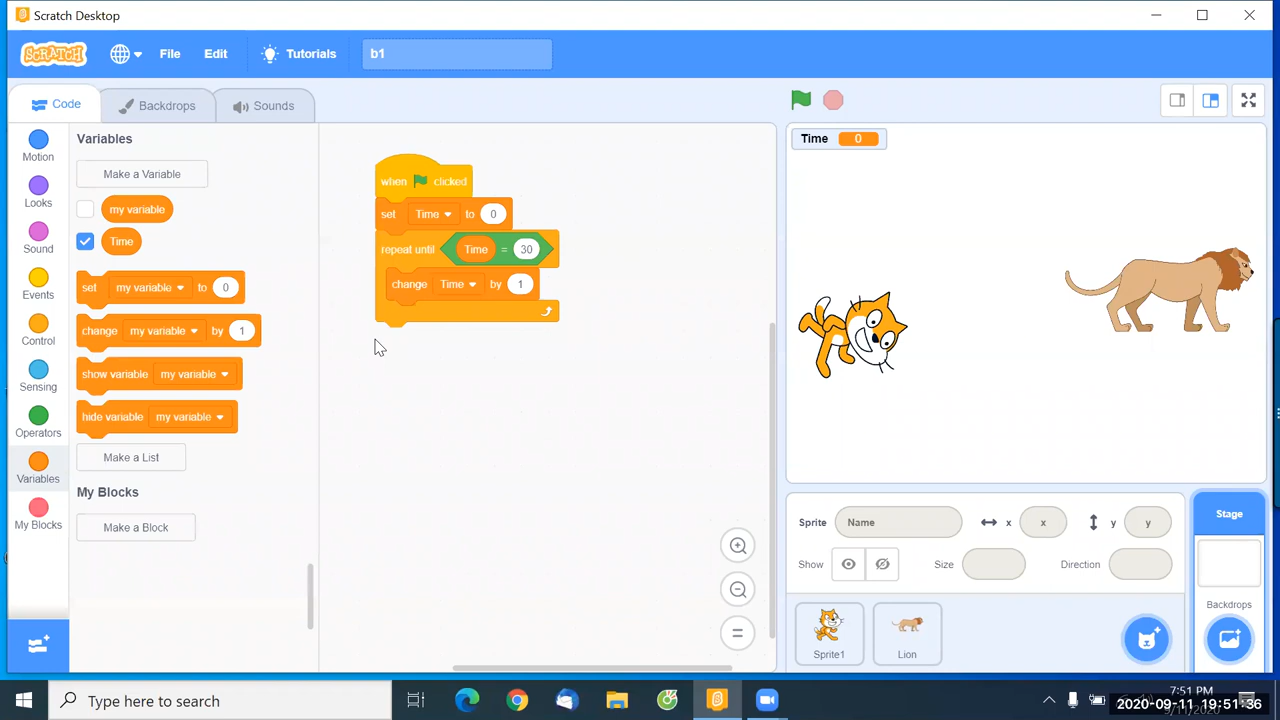 Scratch Desktop
SCRATCH
File
Edit
Tutorials
b1
Code
Backdrops
Sounds
Motion
Looks
Sound
Events
Control
Sensing
Operators
Variables
My Blocks
Variables
Make a Variable
my variable
Time
set my variable to 0
change my variable by 1
show variable my variable
hide variable my variable
Make a List
My Blocks
Make a Block
when clicked
set Time to 0
repeat until Time = 30
change Time by 1
Time 0
Sprite Name x x y y
Show Size Direction
Sprite1
Lion
Stage
Backdrops
Type here to search
7:51 PM
2020-09-11 19:51:36